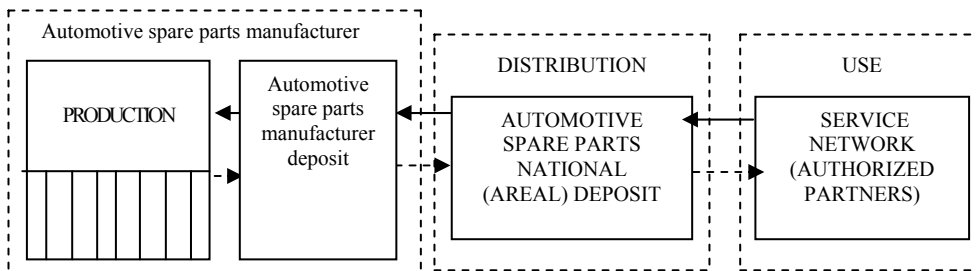 Automotive spare parts manufacturer
PRODUCTION
Automotive
spare parts
manufacturer
deposit
DISTRIBUTION
AUTOMOTIVE
SPARE PARTS
NATIONAL
(AREAL) DEPOSIT
USE
SERVICE
NETWORK
(AUTHORIZED
PARTNERS)